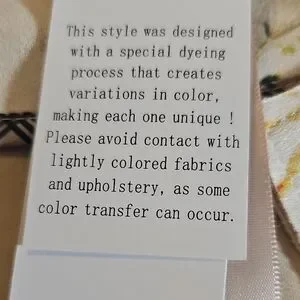 This style was designed
with a special dyeing
process that creates
variations in color,
making each one unique !
Please avoid contact with
lightly colored fabrics
and upholstery, as some
color transfer can occur.